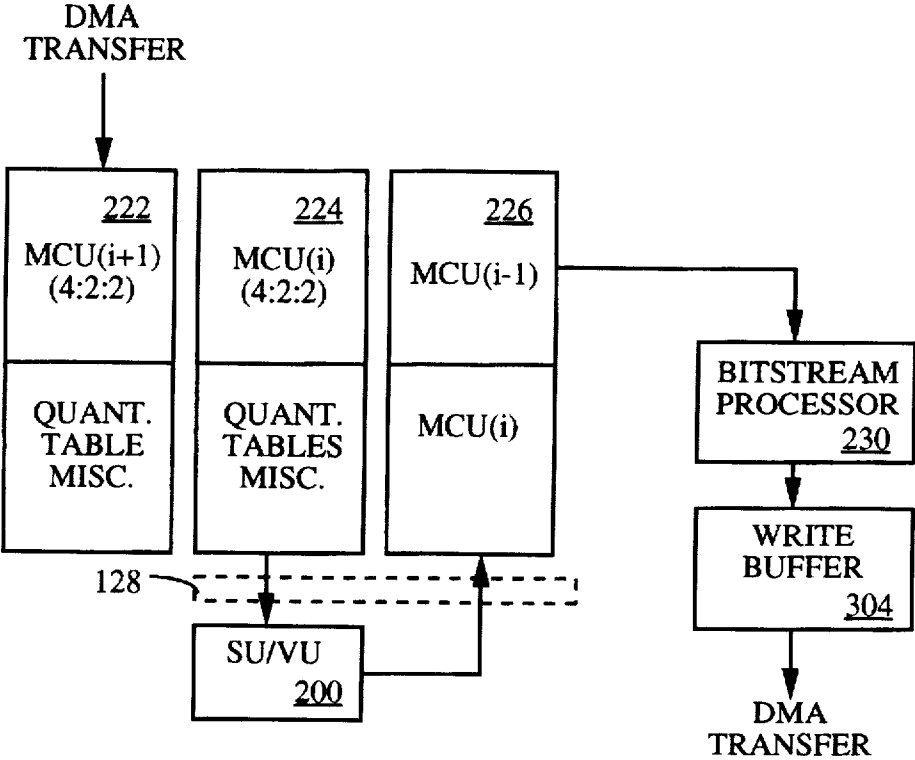 DMA
TRANSFER
222
MCU(i+1)
(4:2:2)
QUANT.
TABLE
MISC.
224
MCU(i)
(4:2:2)
QUANT.
TABLES
MISC.
226
MCU(i-1)
MCU(i)
BITSTREAM
PROCESSOR
230
WRITE
BUFFER
304
DMA
TRANSFER
128
SU/VU
200